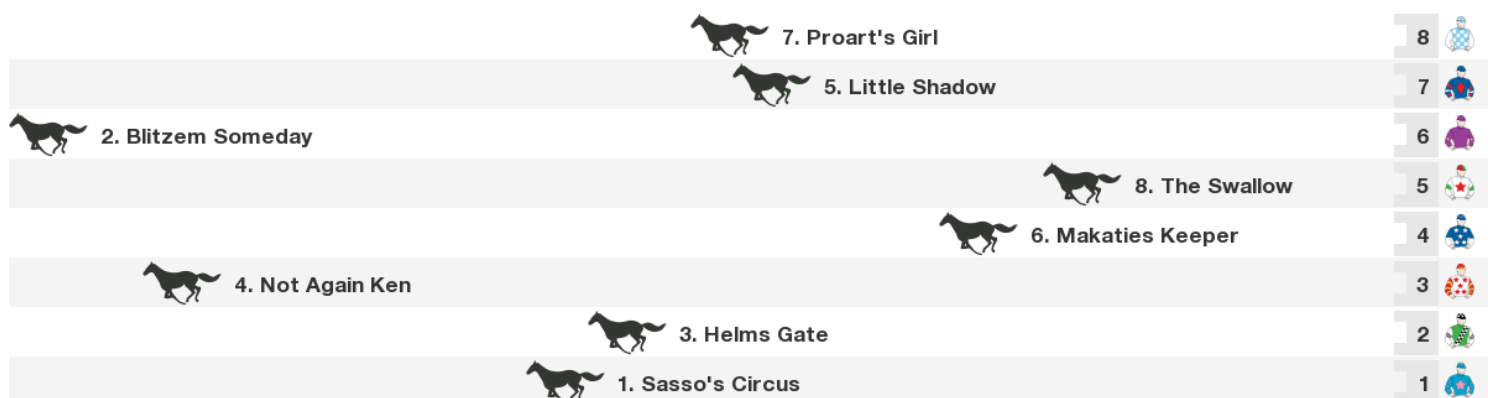 7. Proart's Girl 8
5. Little Shadow 7
2. Blitzem Someday 6
8. The Swallow 5
6. Makaties Keeper 4
4. Not Again Ken 3
3. Helms Gate 2
1. Sasso's Circus 1